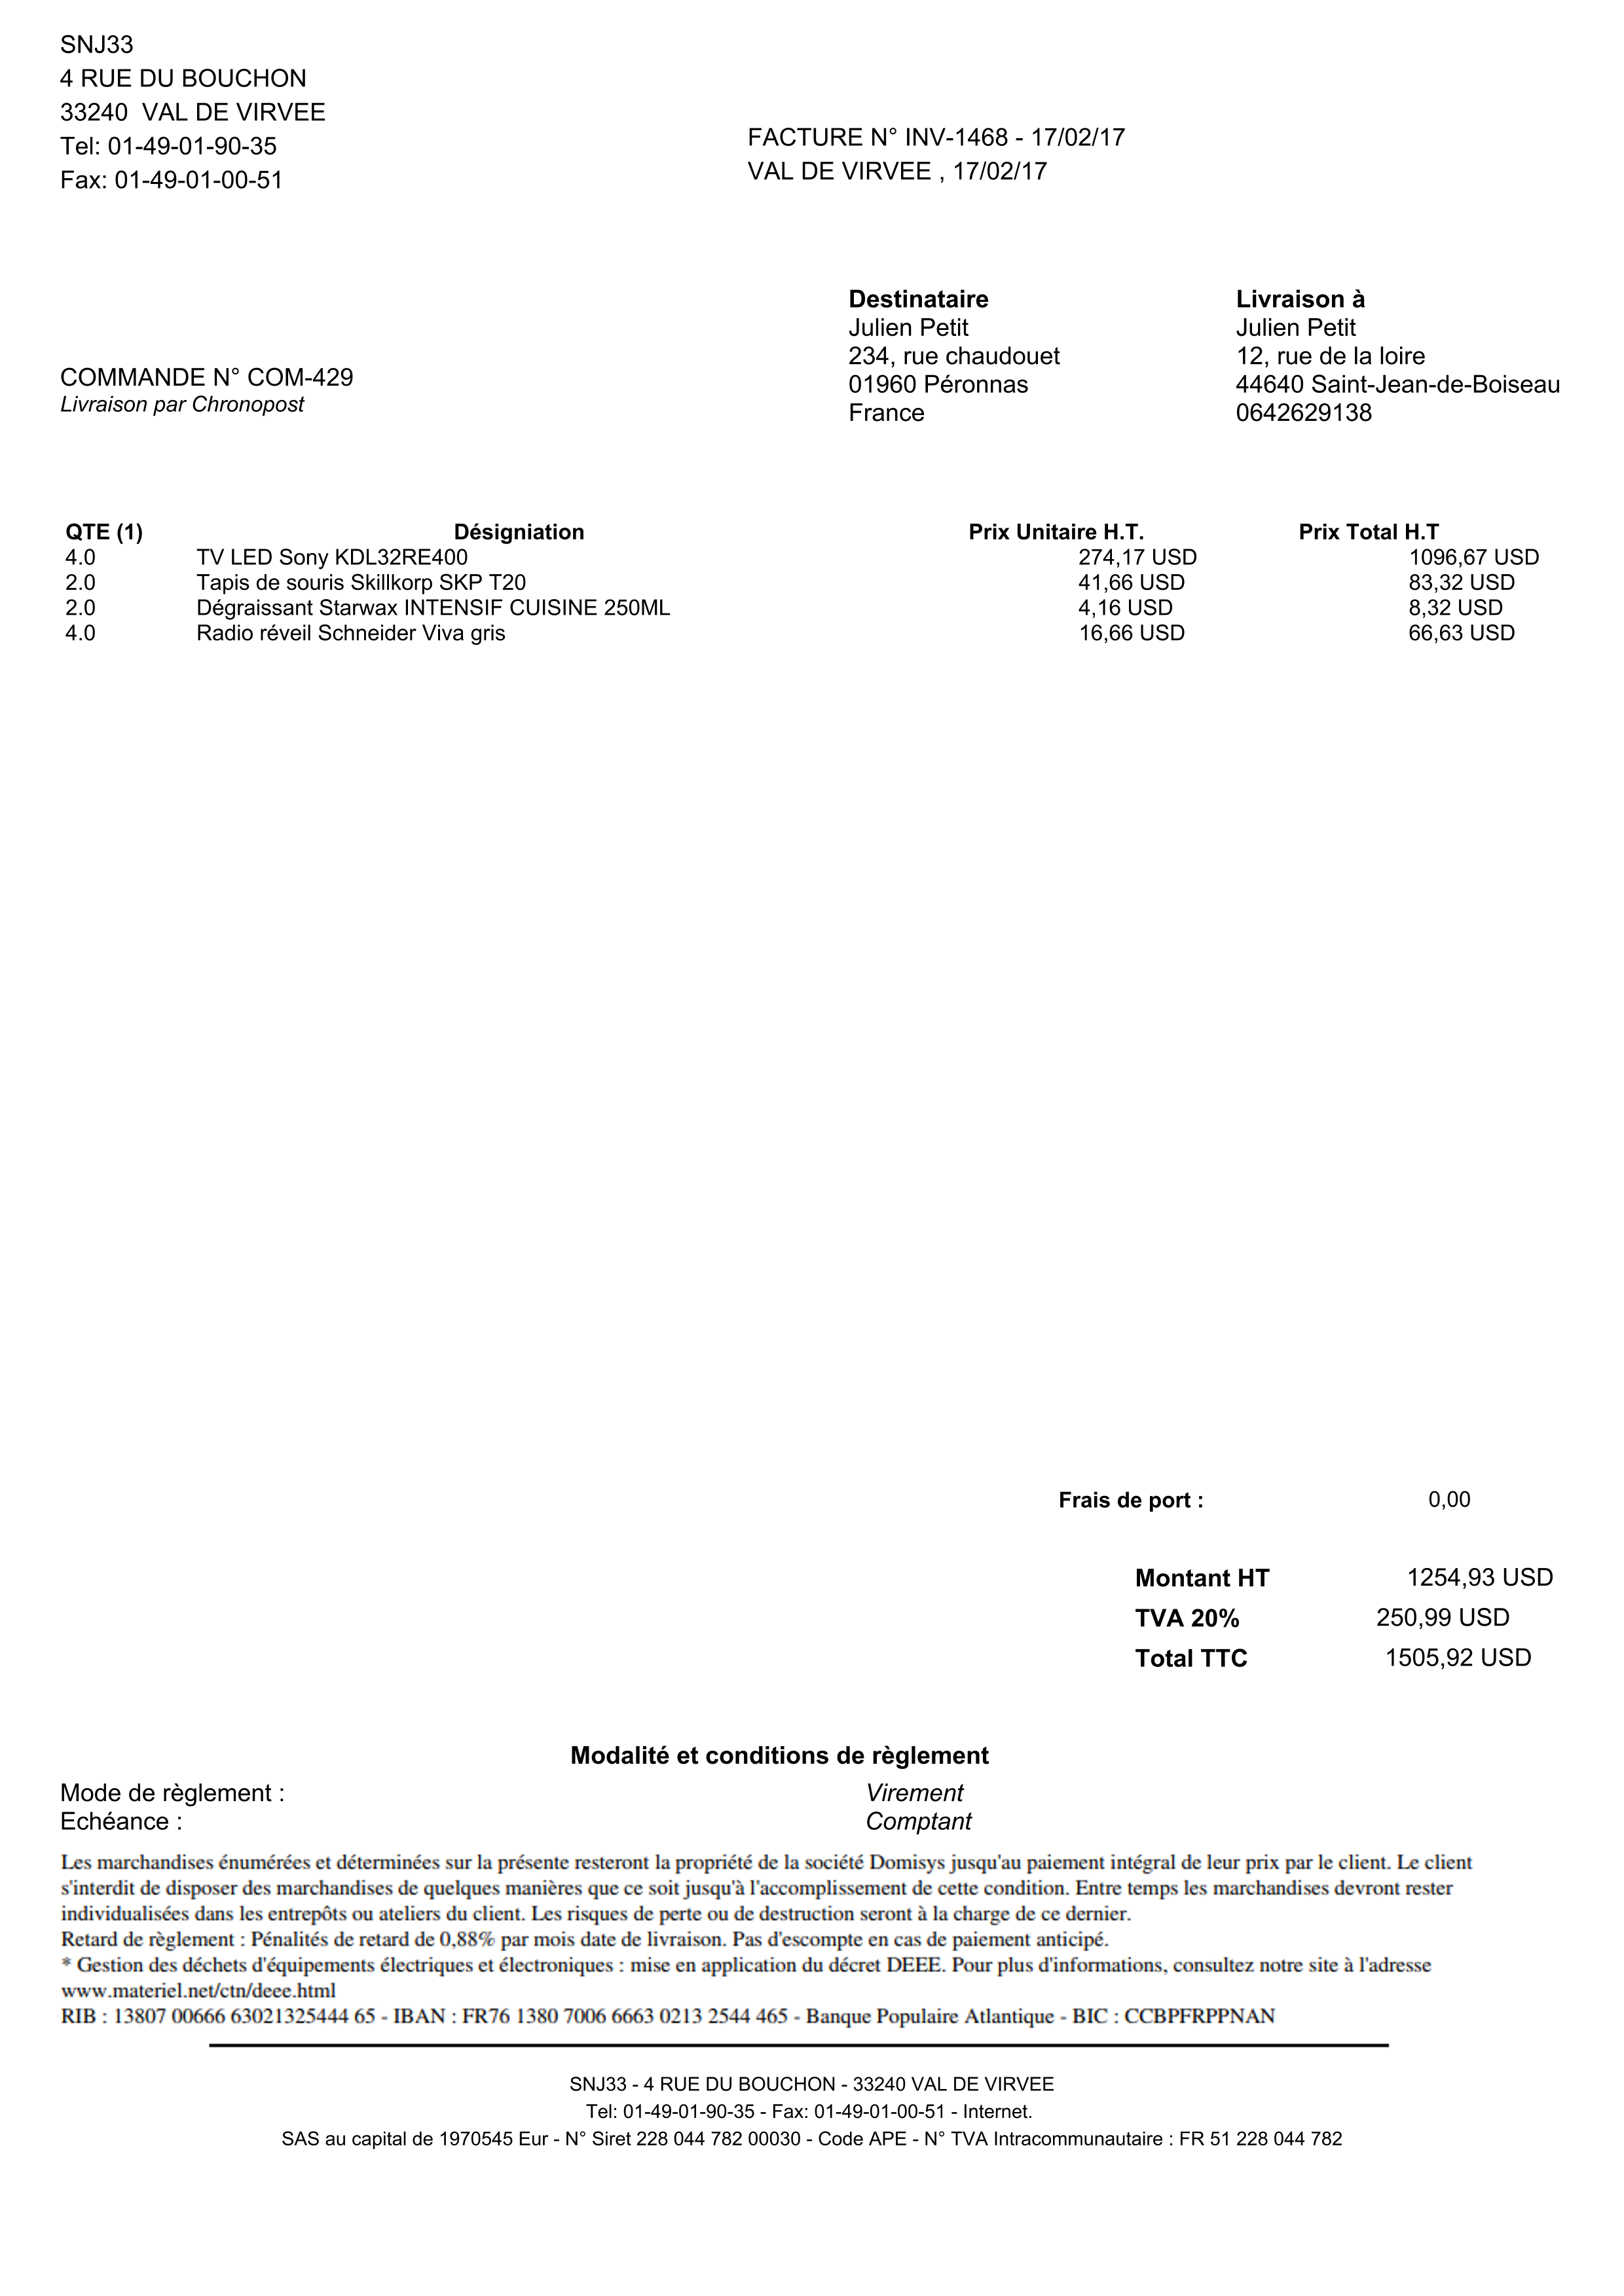 SNJ33
4 RUE DU BOUCHON
33240 VAL DE VIRVEE
Tel: 01-49-01-90-35
Fax: 01-49-01-00-51
FACTURE N° INV-1468 - 17/02/17
VAL DE VIRVEE , 17/02/17
COMMANDE N° COM-429
Livraison par Chronopost
Destinataire
Julien Petit
234, rue chaudouet
01960 Péronnas
France
Livraison à
Julien Petit
12, rue de la loire
44640 Saint-Jean-de-Boiseau
0642629138
QTE (1) Désigniation Prix Unitaire H.T. Prix Total H.T
4.0 TV LED Sony KDL32RE400 274,17 USD 1096,67 USD
2.0 Tapis de souris Skillkorp SKP T20 41,66 USD 83,32 USD
2.0 Dégraissant Starwax INTENSIF CUISINE 250ML 4,16 USD 8,32 USD
4.0 Radio réveil Schneider Viva gris 16,66 USD 66,63 USD
Frais de port : 0,00
Montant HT 1254,93 USD
TVA 20% 250,99 USD
Total TTC 1505,92 USD
Modalité et conditions de règlement
Mode de règlement : Virement
Echéance : Comptant
Les marchandises énumérées et déterminées sur la présente resteront la propriété de la société Domisys jusqu'au paiement intégral de leur prix par le client. Le client
s'interdit de disposer des marchandises de quelques manières que ce soit jusqu'à l'accomplissement de cette condition. Entre temps les marchandises devront rester
individualisées dans les entrepôts ou ateliers du client. Les risques de perte ou de destruction seront à la charge de ce dernier.
Retard de règlement : Pénalités de retard de 0,88% par mois date de livraison. Pas d'escompte en cas de paiement anticipé.
* Gestion des déchets d'équipements électriques et électroniques : mise en application du décret DEEE. Pour plus d'informations, consultez notre site à l'adresse
www.materiel.net/ctn/deee.html
RIB : 13807 00666 63021325444 65 - IBAN : FR76 1380 7006 6663 0213 2544 465 - Banque Populaire Atlantique - BIC : CCBPFRPPNAN
SNJ33 - 4 RUE DU BOUCHON - 33240 VAL DE VIRVEE
Tel: 01-49-01-90-35 - Fax: 01-49-01-00-51 - Internet.
SAS au capital de 1970545 Eur - N° Siret 228 044 782 00030 - Code APE - N° TVA Intracommunautaire : FR 51 228 044 782